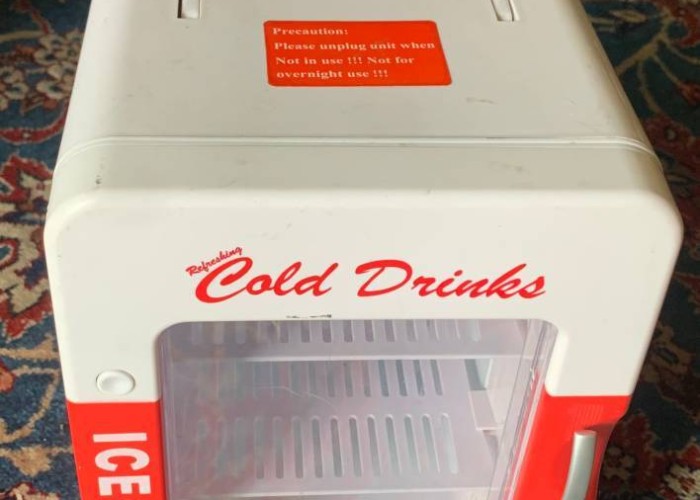 Precaution:
Please unplug unit when
Not in use !!! Not for
overnight use !!!
Refreshing
Cold Drinks
ICE